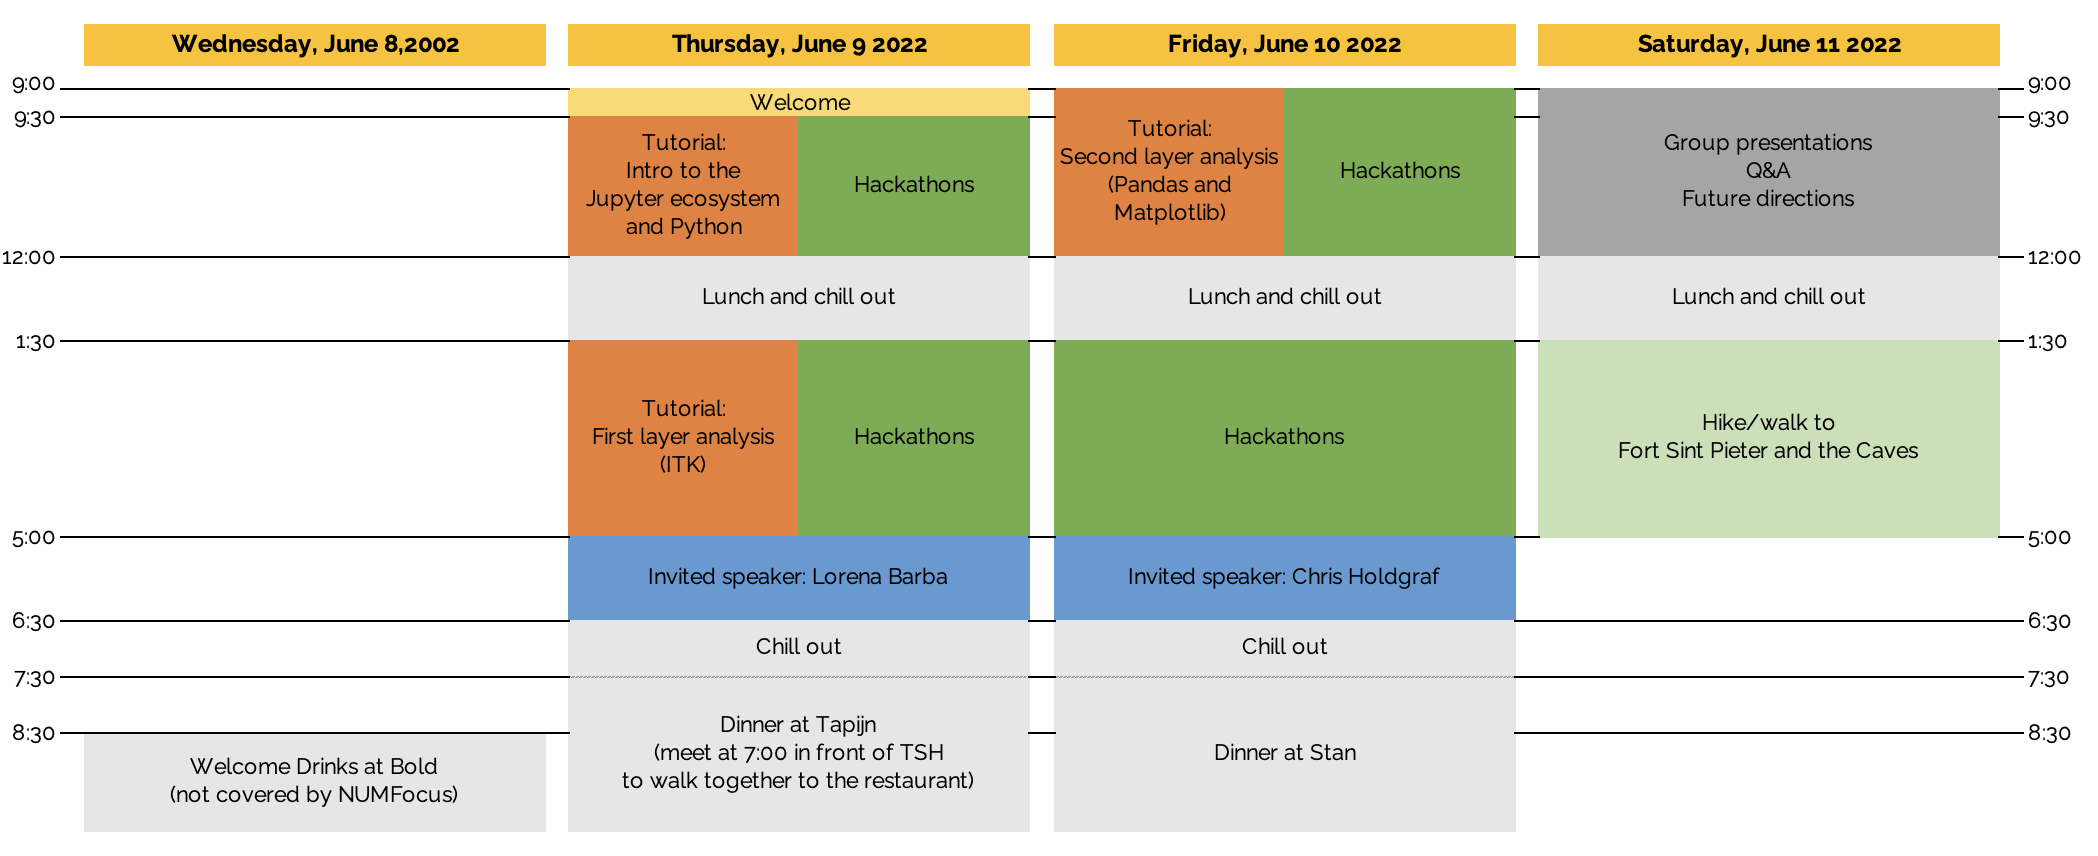 Wednesday, June 8,2002
Thursday, June 9 2022
Friday, June 10 2022
Saturday, June 11 2022
9:00
9:30
12:00
1:30
5:00
6:30
7:30
8:30
Welcome Drinks at Bold
(not covered by NUMFocus)
Welcome
Tutorial:
Intro to the
Jupyter ecosystem
and Python
Hackathons
Lunch and chill out
Tutorial:
First layer analysis
(ITK)
Hackathons
Invited speaker: Lorena Barba
Chill out
Dinner at Tapijn
(meet at 7:00 in front of TSH
to walk together to the restaurant)
Tutorial:
Second layer analysis
(Pandas and
Matplotlib)
Hackathons
Lunch and chill out
Hackathons
Invited speaker: Chris Holdgraf
Chill out
Dinner at Stan
Group presentations
Q&A
Future directions
Lunch and chill out
Hike/walk to
Fort Sint Pieter and the Caves
9:00
9:30
12:00
1:30
5:00
6:30
7:30
8:30